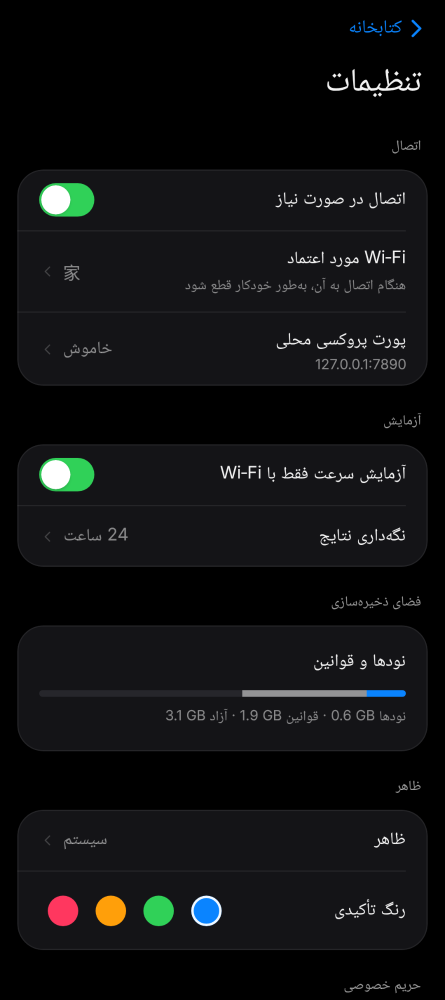 کتابخانه
تنظیمات
اتصال
اتصال در صورت نیاز
Wi-Fi مورد اعتماد
هنگام اتصال به آن، به‌طور خودکار قطع شود
家
پورت پروکسی محلی
127.0.0.1:7890
خاموش
آزمایش
آزمایش سرعت فقط با Wi-Fi
نگه‌داری نتایج
24 ساعت
فضای ذخیره‌سازی
نودها و قوانین
نودها 0.6 GB · قوانین 1.9 GB · آزاد 3.1 GB
ظاهر
ظاهر
سیستم
رنگ تأکیدی
حریم خصوصی